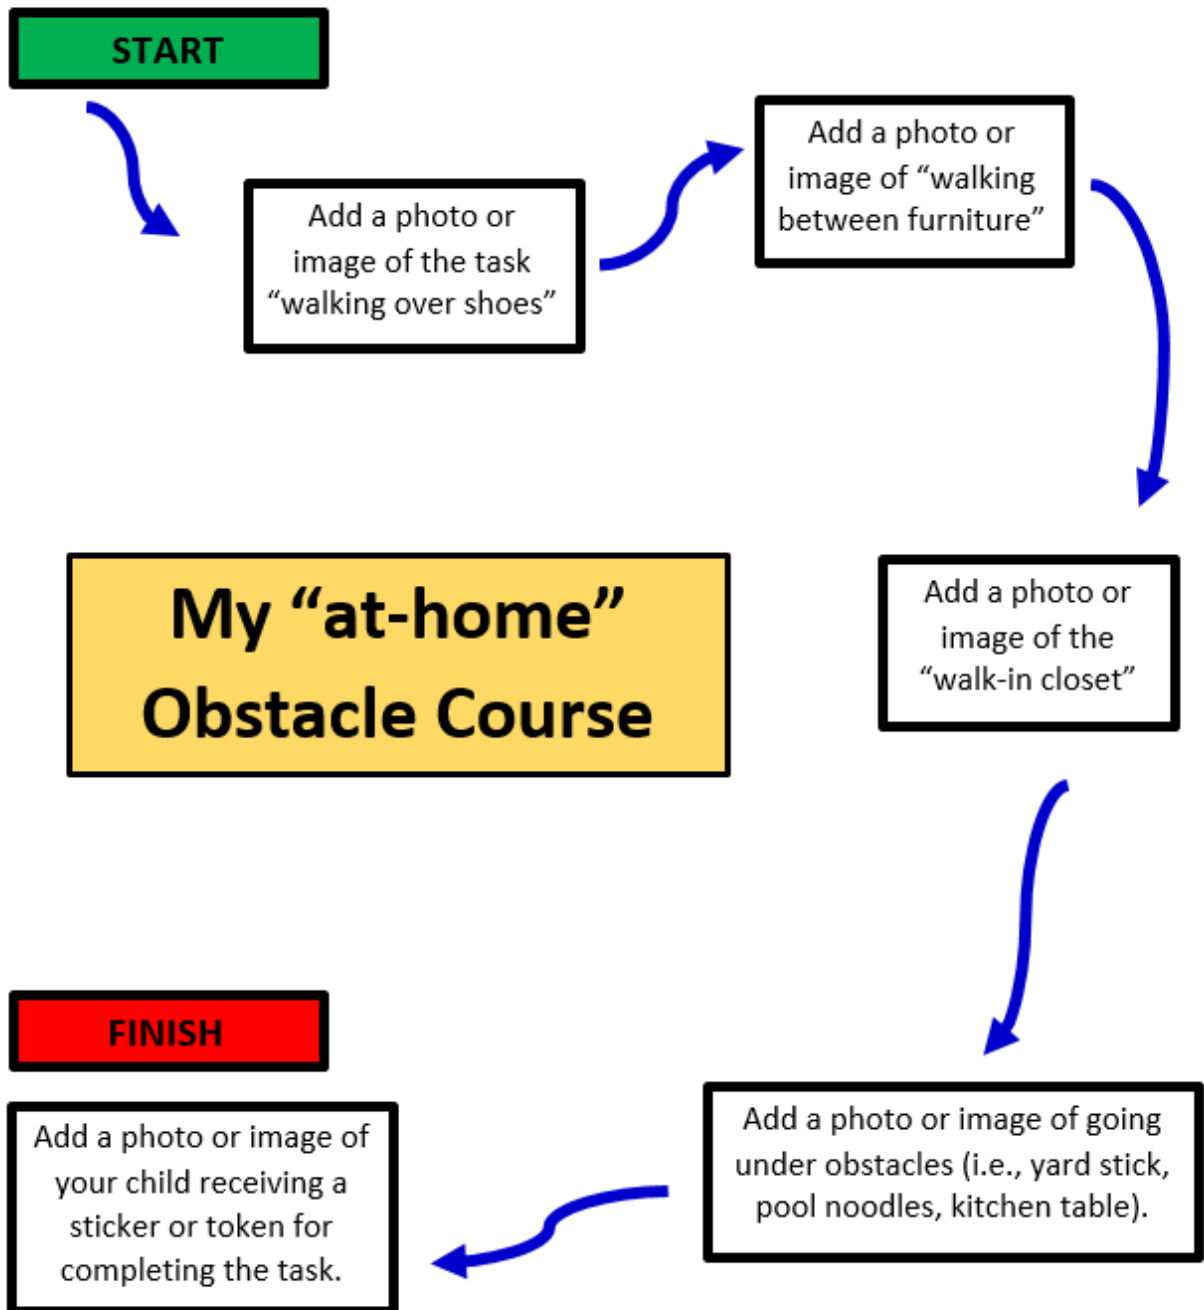 START
Add a photo or
image of the task
“walking over shoes”
Add a photo or
image of “walking
between furniture”
My “at-home”
Obstacle Course
Add a photo or
image of the
“walk-in closet”
Add a photo or image of going
under obstacles (i.e., yard stick,
pool noodles, kitchen table).
FINISH
Add a photo or image of
your child receiving a
sticker or token for
completing the task.